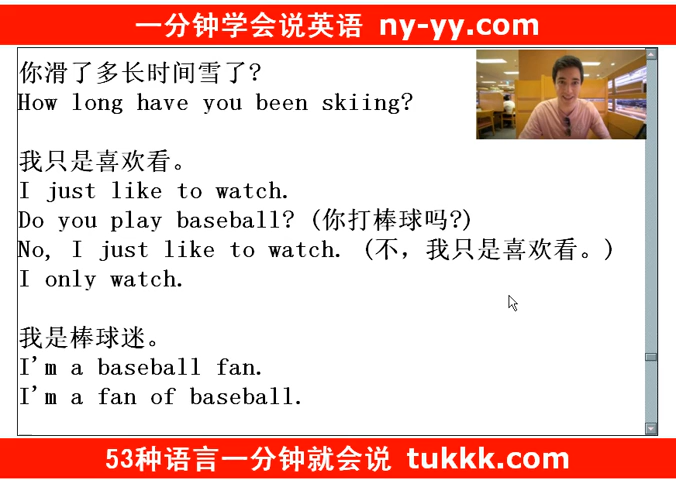 一分钟学会说英语 ny-yy.com
你滑了多长时间雪了?
How long have you been skiing?
我只是喜欢看。
I just like to watch.
Do you play baseball? (你打棒球吗?)
No, I just like to watch. (不，我只是喜欢看。)
I only watch.
我是棒球迷。
I'm a baseball fan.
I'm a fan of baseball.
53种语言一分钟就会说 tukkk.com